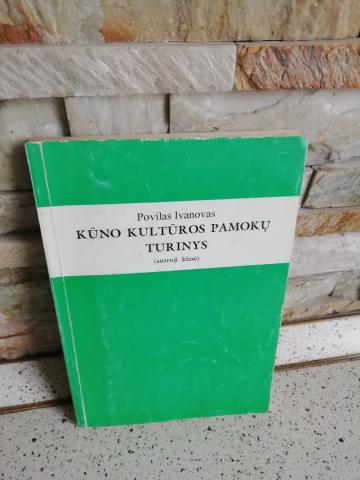 Povilas Ivanovas
KŪNO KULTŪROS PAMOKŲ
TURINYS
(antroji klasė)